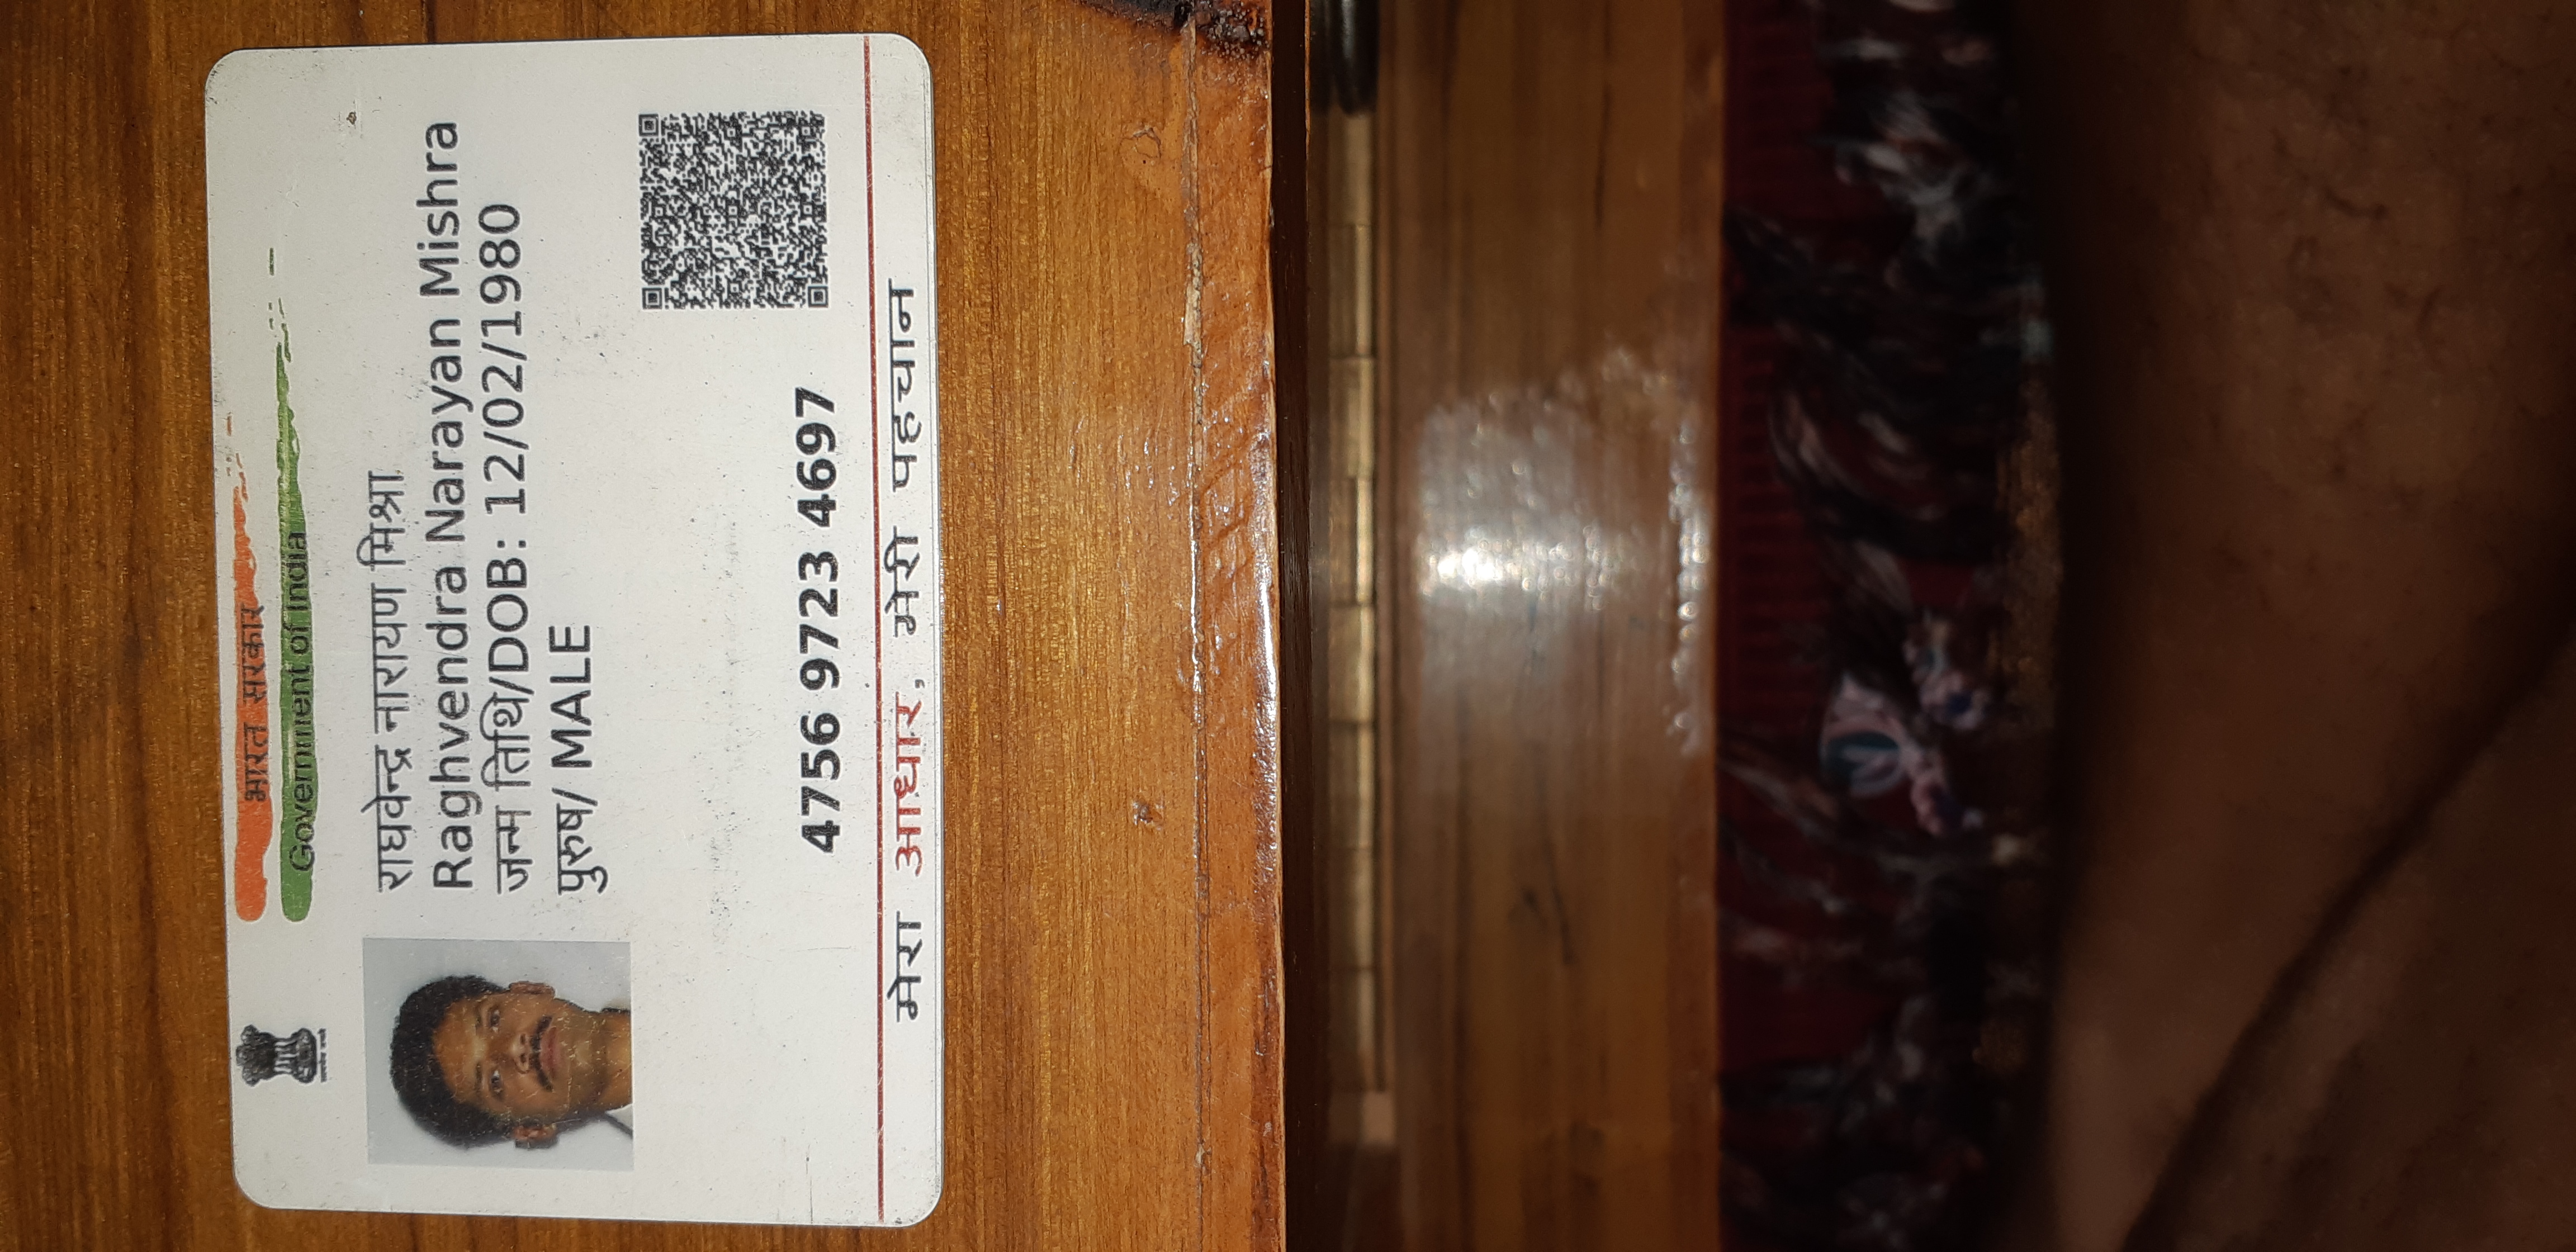 भारत सरकार
Government of India
राघवेन्द्र नारायण मिश्रा
Raghvendra Narayan Mishra
जन्म तिथि/DOB: 12/02/1980
पुरुष/ MALE
4756 9723 4697
मेरा आधार, मेरी पहचान